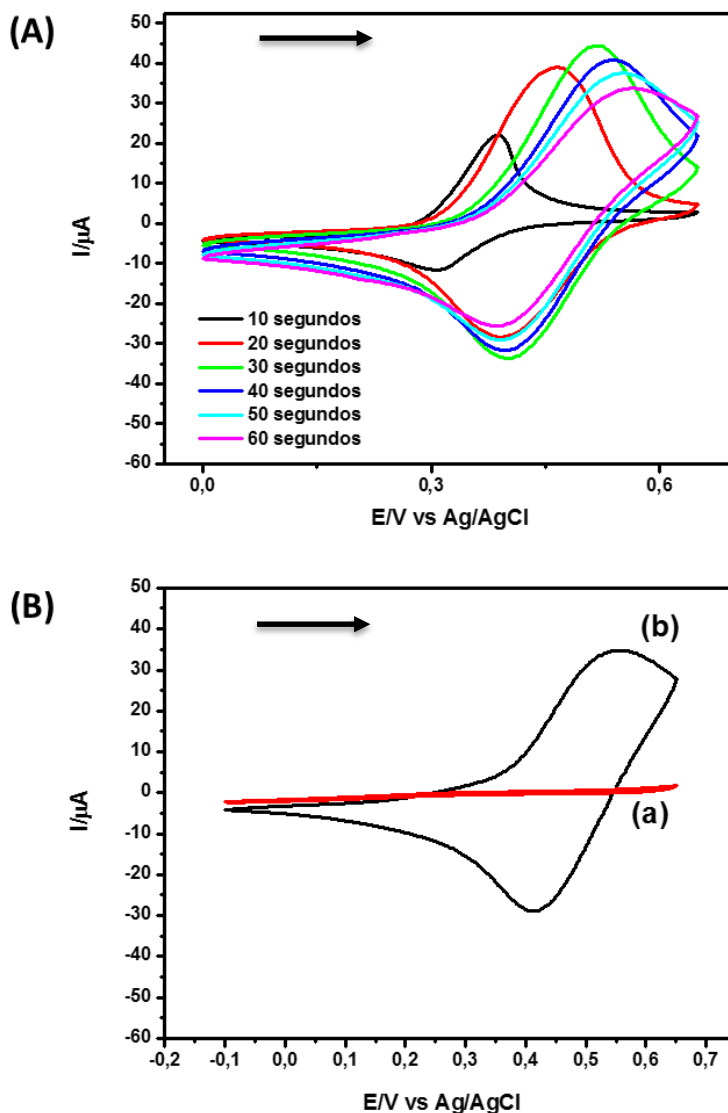 (A)
50
40
30
20
10
0
-10
-20
-30
-40
-50
-60
I/µA
10 segundos
20 segundos
30 segundos
40 segundos
50 segundos
60 segundos
0,0 0,3 0,6
E/V vs Ag/AgCl
(B)
50
40
30
20
10
0
-10
-20
-30
-40
-50
-60
I/µA
(b)
(a)
-0,2 -0,1 0,0 0,1 0,2 0,3 0,4 0,5 0,6 0,7
E/V vs Ag/AgCl